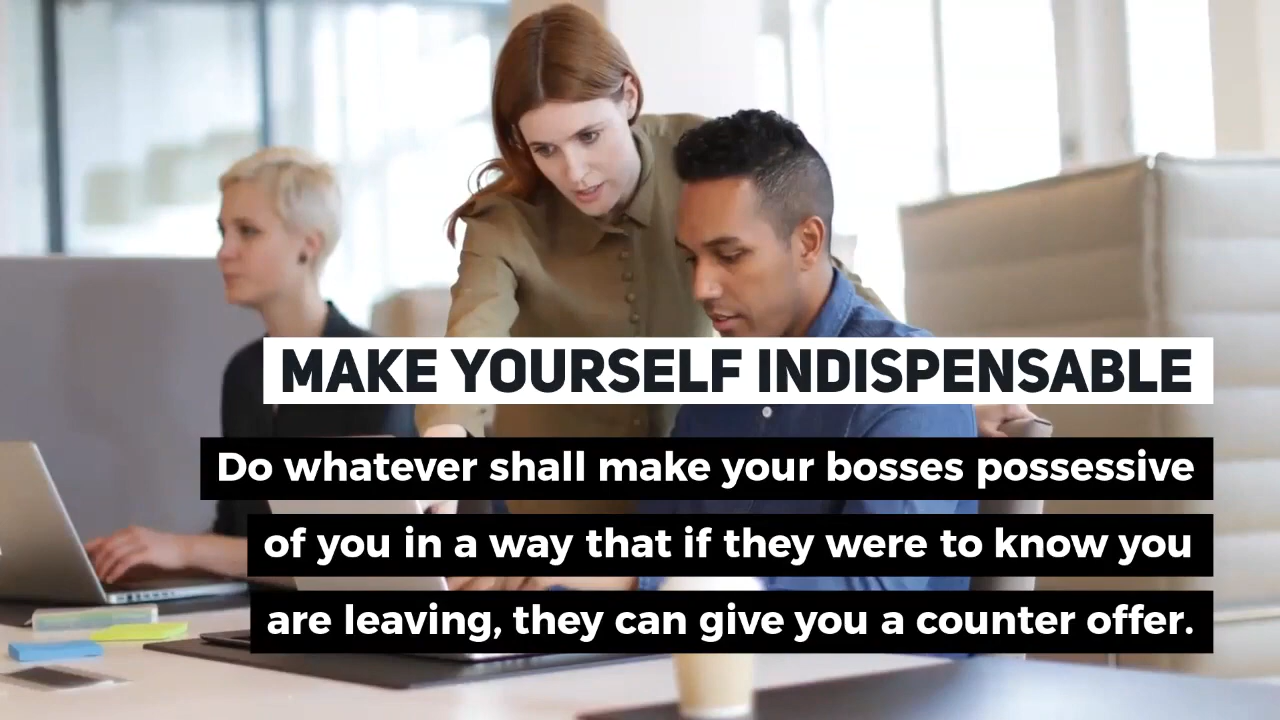 MAKE YOURSELF INDISPENSABLE
Do whatever shall make your bosses possessive
of you in a way that if they were to know you
are leaving, they can give you a counter offer.